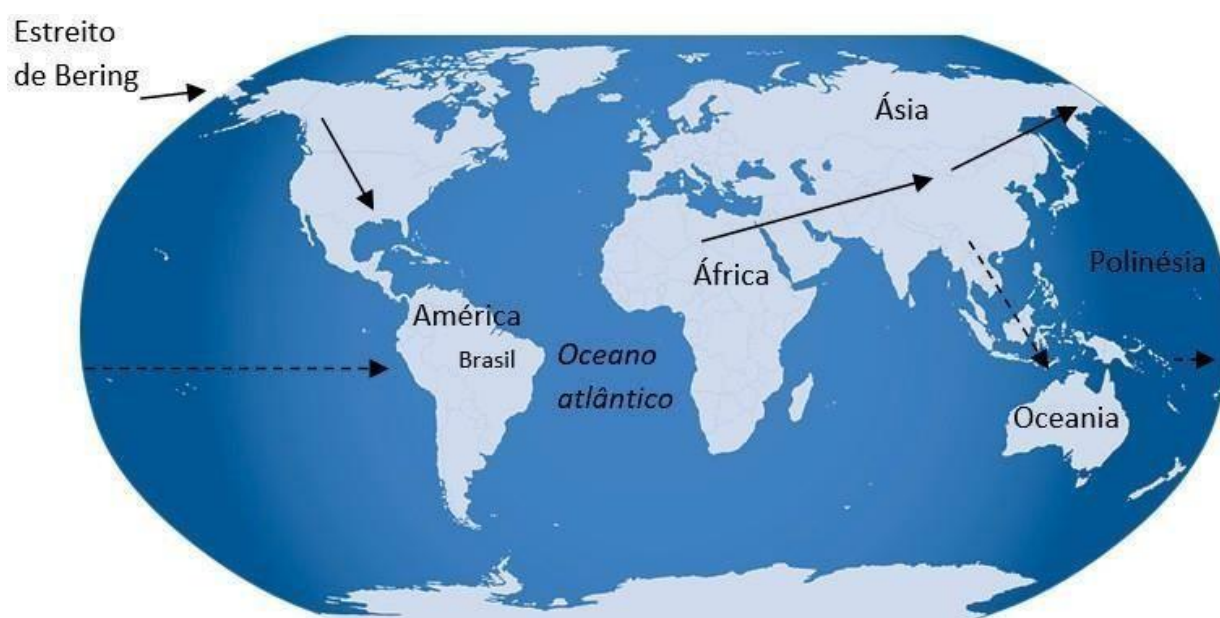 Estreito
de Bering
Ásia
África
Polinésia
América
Brasil
Oceano
atlântico
Oceania